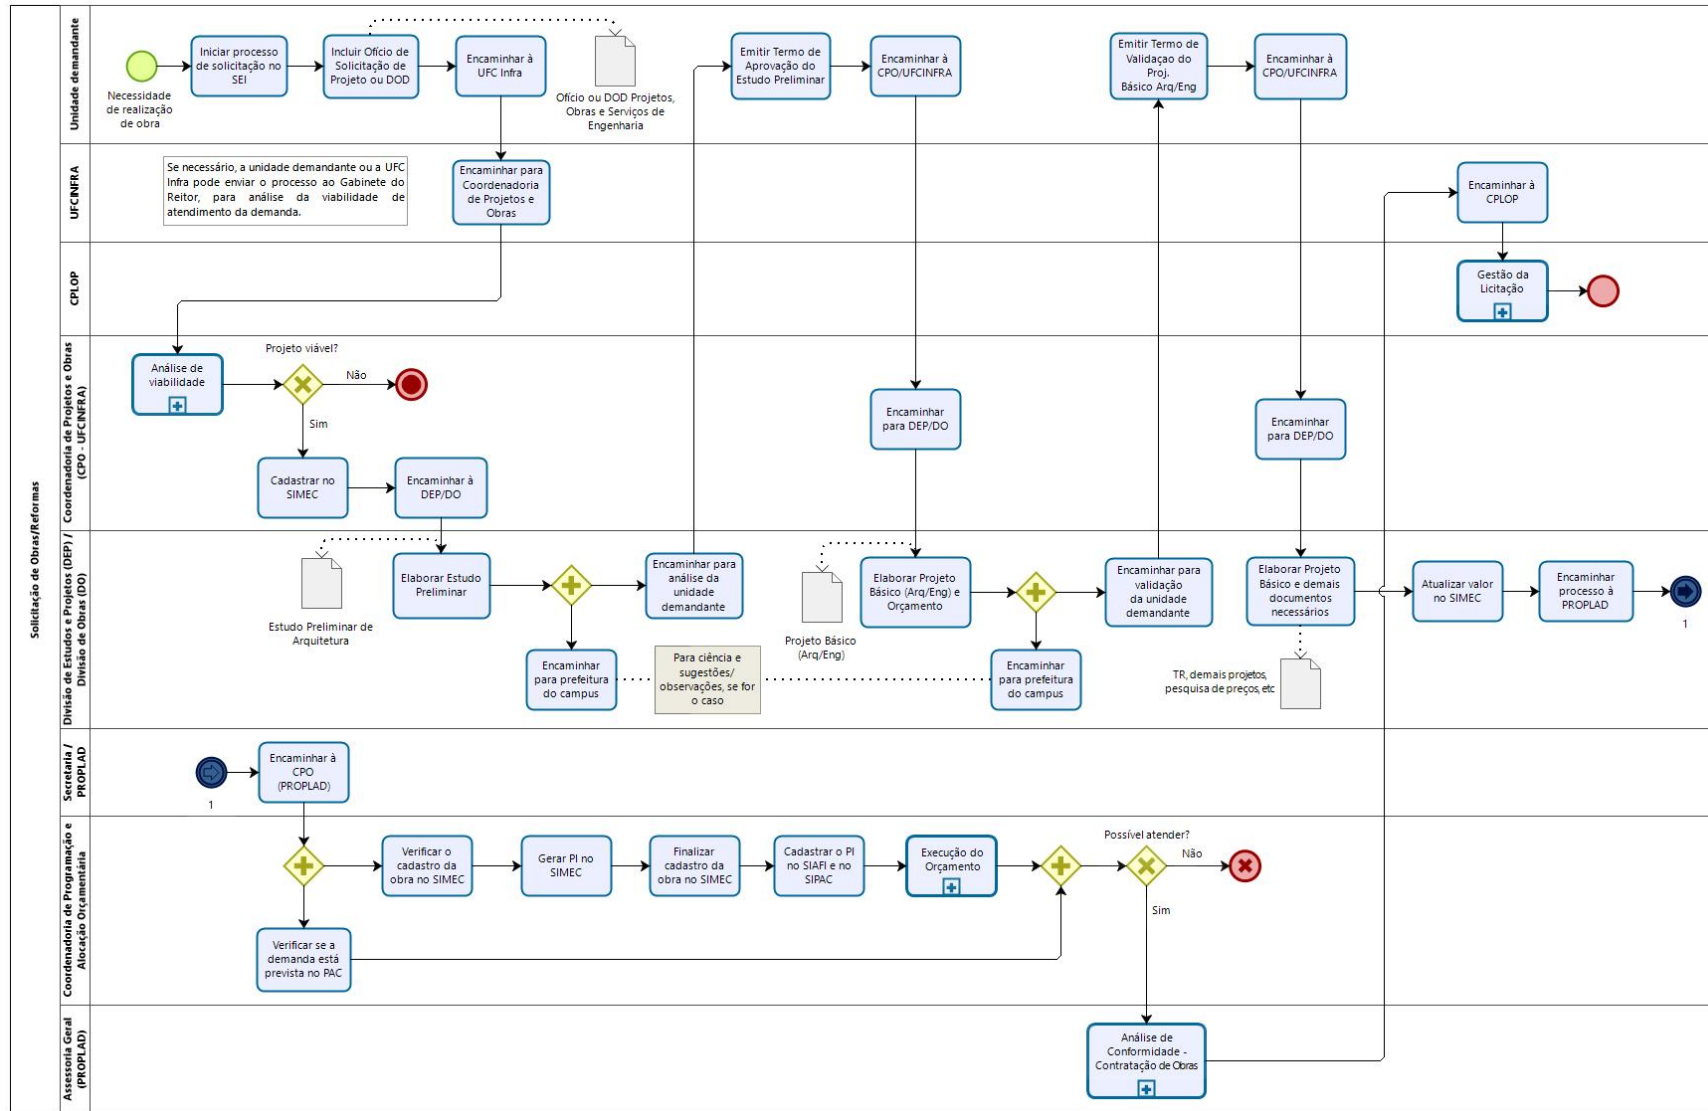 Solicitação de Obras/Reformas
Unidade demandante
Necessidade
de realização
de obra
Iniciar processo
de solicitação no
SEI
Incluir Ofício de
Solicitação de
Projeto ou DOD
Encaminhar à
UFC Infra
Ofício ou DOD Projetos,
Obras e Serviços de
Engenharia
Emitir Termo de
Aprovação do
Estudo Preliminar
Encaminhar à
CPO/UFCINFRA
Emitir Termo de
Validaçao do
Proj.
Básico Arq/Eng
Encaminhar à
CPO/UFCINFRA
UFCINFRA
Se necessário, a unidade demandante ou a UFC
Infra pode enviar o processo ao Gabinete do
Reitor, para análise da viabilidade de
atendimento da demanda.
Encaminhar para
Coordenadoria
de Projetos e
Obras
Encaminhar à
CPLOP
CPLOP
Gestão da
Licitação
Coordenadoria de Projetos e Obras
(CPO - UFCINFRA)
Análise de
viabilidade
Projeto viável?
Não
Sim
Cadastrar no
SIMEC
Encaminhar à
DEP/DO
Encaminhar
para DEP/DO
Encaminhar
para DEP/DO
Divisão de Estudos e Projetos (DEP) /
Divisão de Obras (DO)
Estudo Preliminar de
Arquitetura
Elaborar Estudo
Preliminar
Encaminhar para
análise da
unidade
demandante
Encaminhar
para prefeitura
do campus
Para ciência e
sugestões/
observações, se for
o caso
Projeto Básico
(Arq/Eng)
Elaborar Projeto
Básico (Arq/Eng) e
Orçamento
Encaminhar para
validação
da unidade
demandante
Encaminhar
para prefeitura
do campus
Elaborar Projeto
Básico e demais
documentos
necessários
TR, demais projetos,
pesquisa de preços, etc
Atualizar valor
no SIMEC
Encaminhar
processo à
PROPLAD
1
Secretaria /
PROPLAD
1
Encaminhar à
CPO
(PROPLAD)
Coordenadoria de Programação e
Alocação Orçamentária
Verificar o
cadastro da
obra no SIMEC
Gerar PI no
SIMEC
Finalizar
cadastro da
obra no SIMEC
Cadastrar o PI
no SIAFI e no
SIPAC
Execução do
Orçamento
Possível atender?
Não
Sim
Verificar se a
demanda está
prevista no PAC
Assessoria Geral
(PROPLAD)
Análise de
Conformidade -
Contratação de Obras